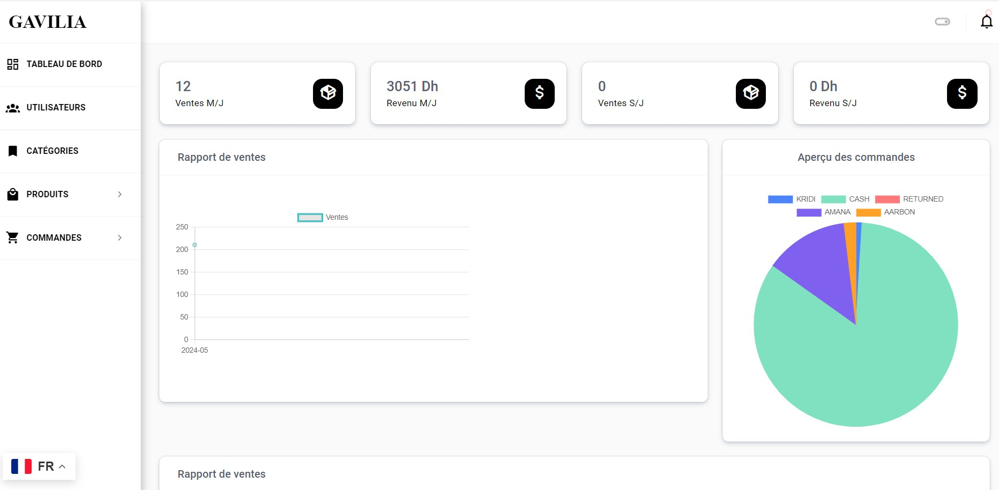 GAVILIA
TABLEAU DE BORD
UTILISATEURS
CATÉGORIES
PRODUITS
COMMANDES
FR
12
Ventes M/J
3051 Dh
Revenu M/J
$
0
Ventes S/J
0 Dh
Revenu S/J
$
Rapport de ventes
Ventes
250
200
150
100
50
0
2024-05
Aperçu des commandes
KRIDI CASH RETURNED
AMANA AARBON
Rapport de ventes